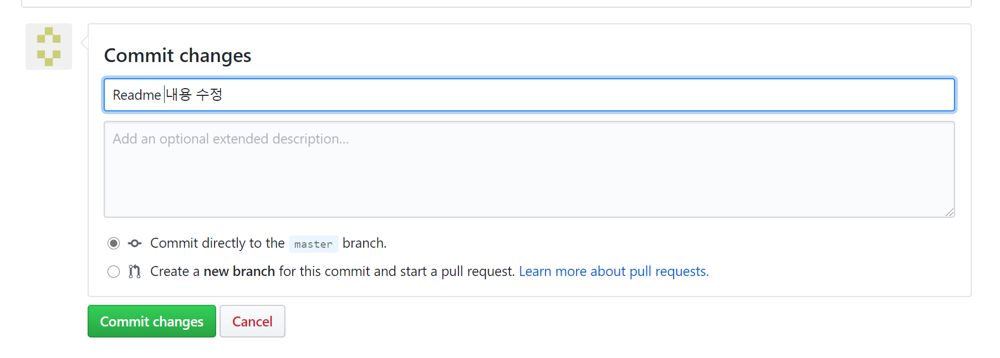 Commit changes
Readme 내용 수정
Add an optional extended description...
Commit directly to the master branch.
Create a new branch for this commit and start a pull request. Learn more about pull requests.
Commit changes Cancel